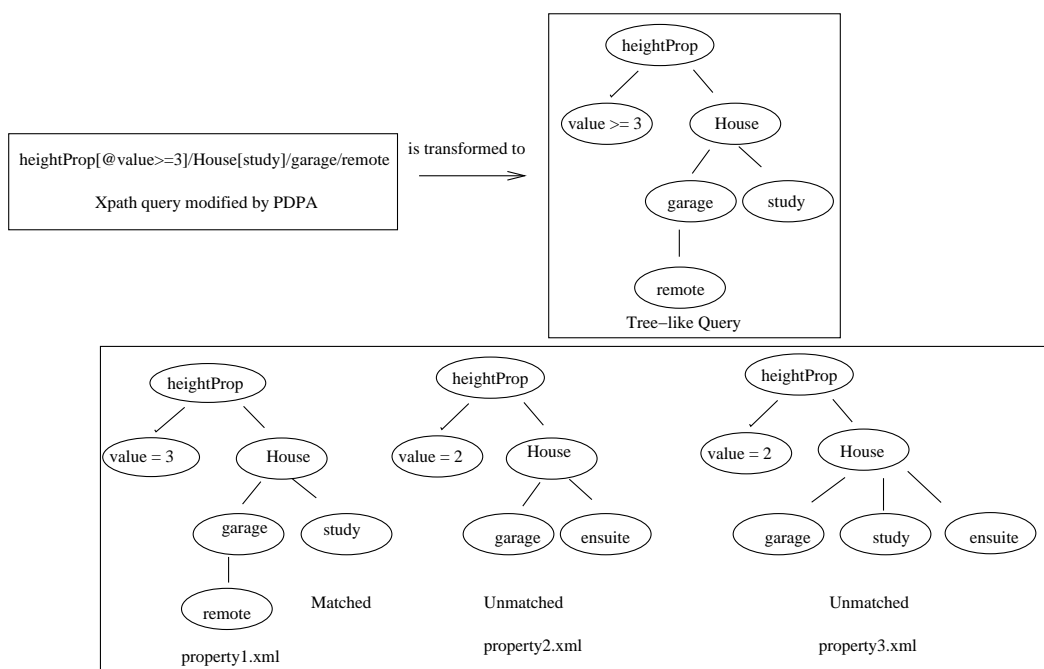 heightProp
value >= 3
House
heightProp[@value>=3]/House[study]/garage/remote
is transformed to
Xpath query modified by PDPA
garage
study
remote
Tree-like Query
heightProp
value = 3
House
garage
study
remote
Matched
property1.xml
heightProp
value = 2
House
garage
ensuite
Unmatched
property2.xml
heightProp
value = 2
House
garage
study
ensuite
Unmatched
property3.xml